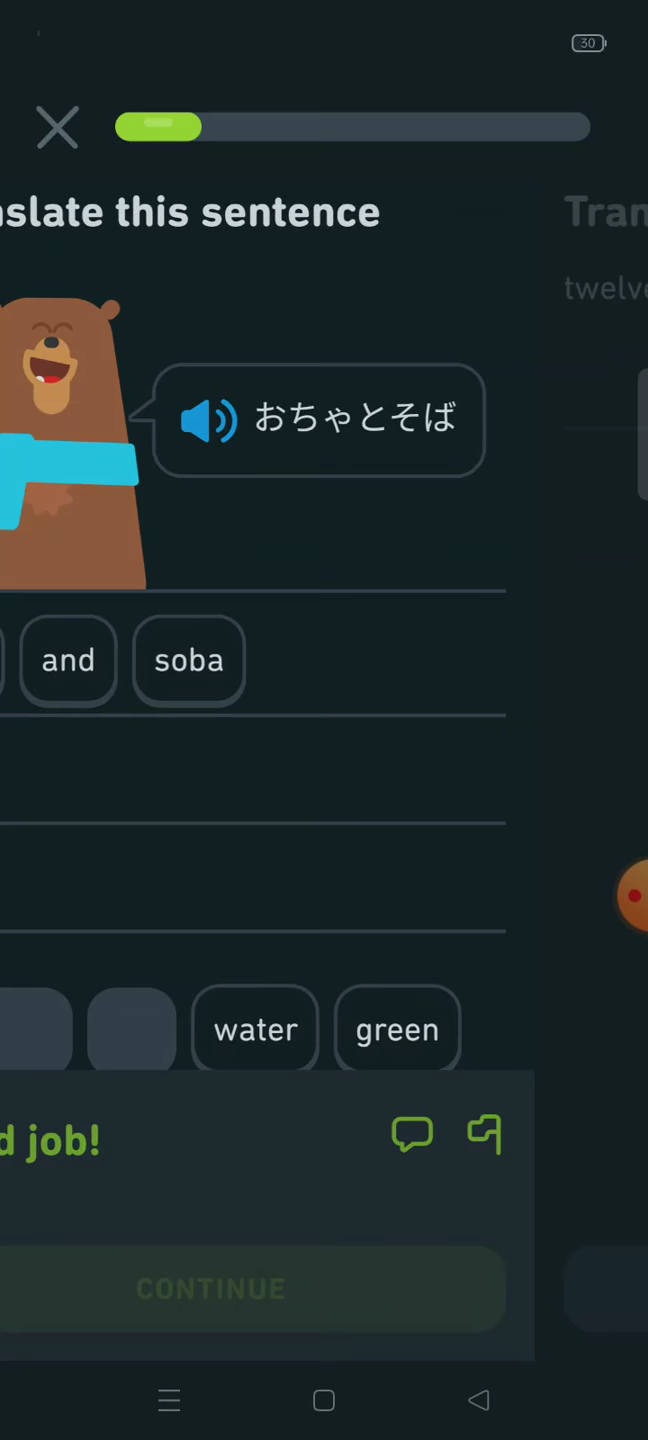 30
nslate this sentence
Tran
twelve
おちゃとそば
and
soba
water
green
d job!
CONTINUE